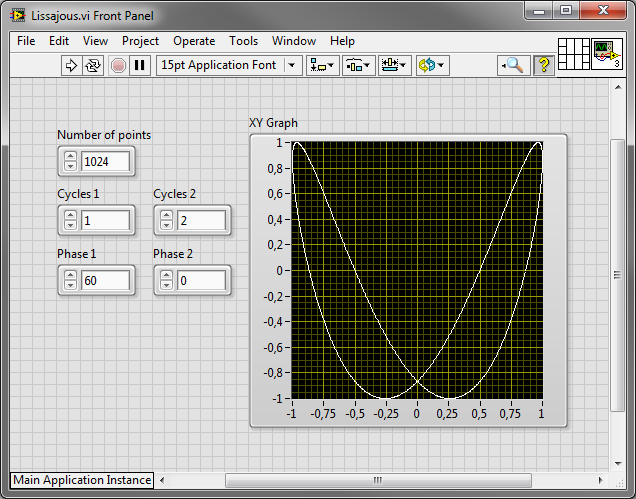 Lissajous.vi Front Panel
File Edit View Project Operate Tools Window Help
15pt Application Font
?
3
Number of points
1024
Cycles 1 Cycles 2
1 2
Phase 1 Phase 2
60 0
XY Graph
1
0,8
0,6
0,4
0,2
0
-0,2
-0,4
-0,6
-0,8
-1
-1 -0,75 -0,5 -0,25 0 0,25 0,5 0,75 1
Main Application Instance